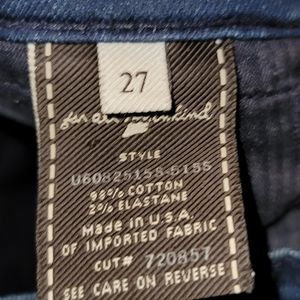 27
for all mankind
STYLE
98% COTTON
2% ELASTANE
Made in U.S.A.
OF IMPORTED FABRIC
CUT# 720857
SEE CARE ON REVERSE